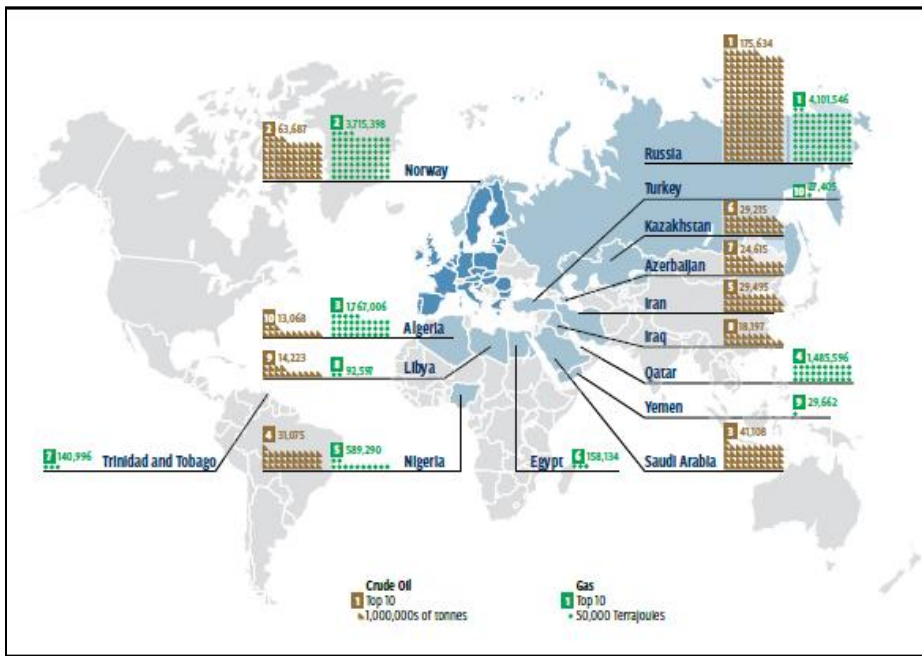 1 175,634
1 4,101,546
Russia
2 63,687
2 3,715,398
Norway
Turkey
10 27,405
Kazakhstan
6 29,215
Azerbaijan
7 24,615
Iran
5 29,495
Iraq
8 18,197
Qatar
4 1,485,596
Yemen
9 29,662
Saudi Arabia
3 41,108
10 13,068
3 1,767,006
Algeria
9 14,223
8 92,597
Libya
4 31,075
5 589,290
Nigeria
Egypt
6 158,134
7 140,996
Trinidad and Tobago
Crude Oil
1 Top 10
1,000,000s of tonnes
Gas
1 Top 10
50,000 Terrajoules